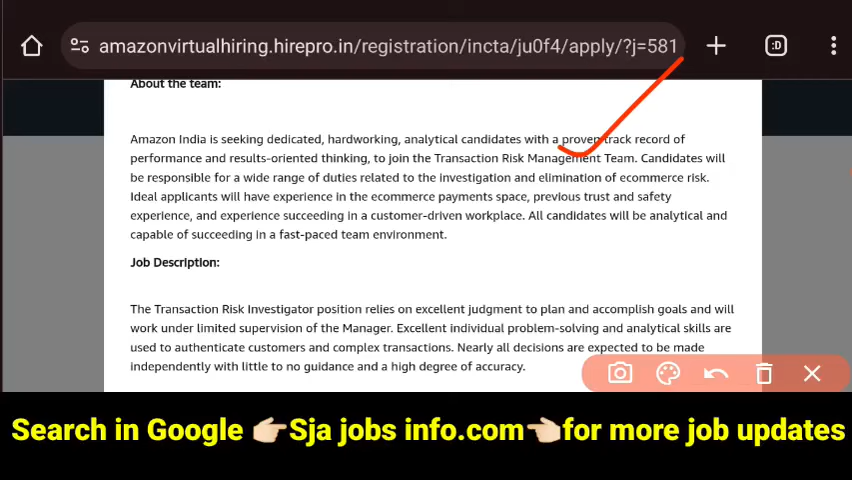 amazonvirtualhiring.hirepro.in/registration/incta/ju0f4/apply/?j=581
:D
About the team:
Amazon India is seeking dedicated, hardworking, analytical candidates with a proven track record of
performance and results-oriented thinking, to join the Transaction Risk Management Team. Candidates will
be responsible for a wide range of duties related to the investigation and elimination of ecommerce risk.
Ideal applicants will have experience in the ecommerce payments space, previous trust and safety
experience, and experience succeeding in a customer-driven workplace. All candidates will be analytical and
capable of succeeding in a fast-paced team environment.
Job Description:
The Transaction Risk Investigator position relies on excellent judgment to plan and accomplish goals and will
work under limited supervision of the Manager. Excellent individual problem-solving and analytical skills are
used to authenticate customers and complex transactions. Nearly all decisions are expected to be made
independently with little to no guidance and a high degree of accuracy.
Search in Google 👉🏻Sja jobs info.com👈🏻for more job updates